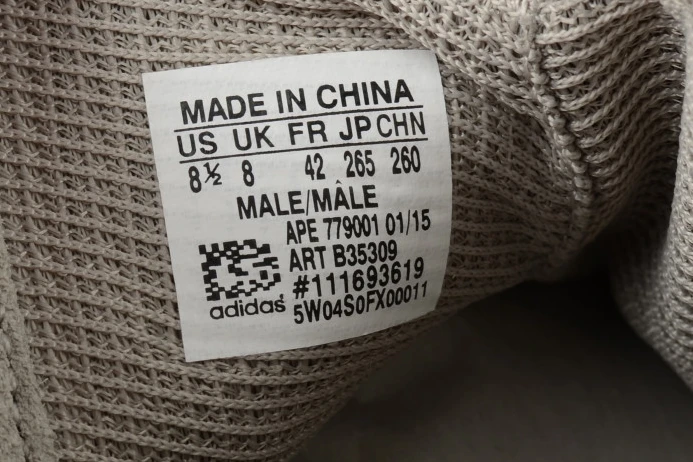 MADE IN CHINA
US UK FR JP CHN
8½ 8 42 265 260
MALE/MÂLE
APE 779001 01/15
ART B35309
#111693619
adidas
5W04S0FX00011